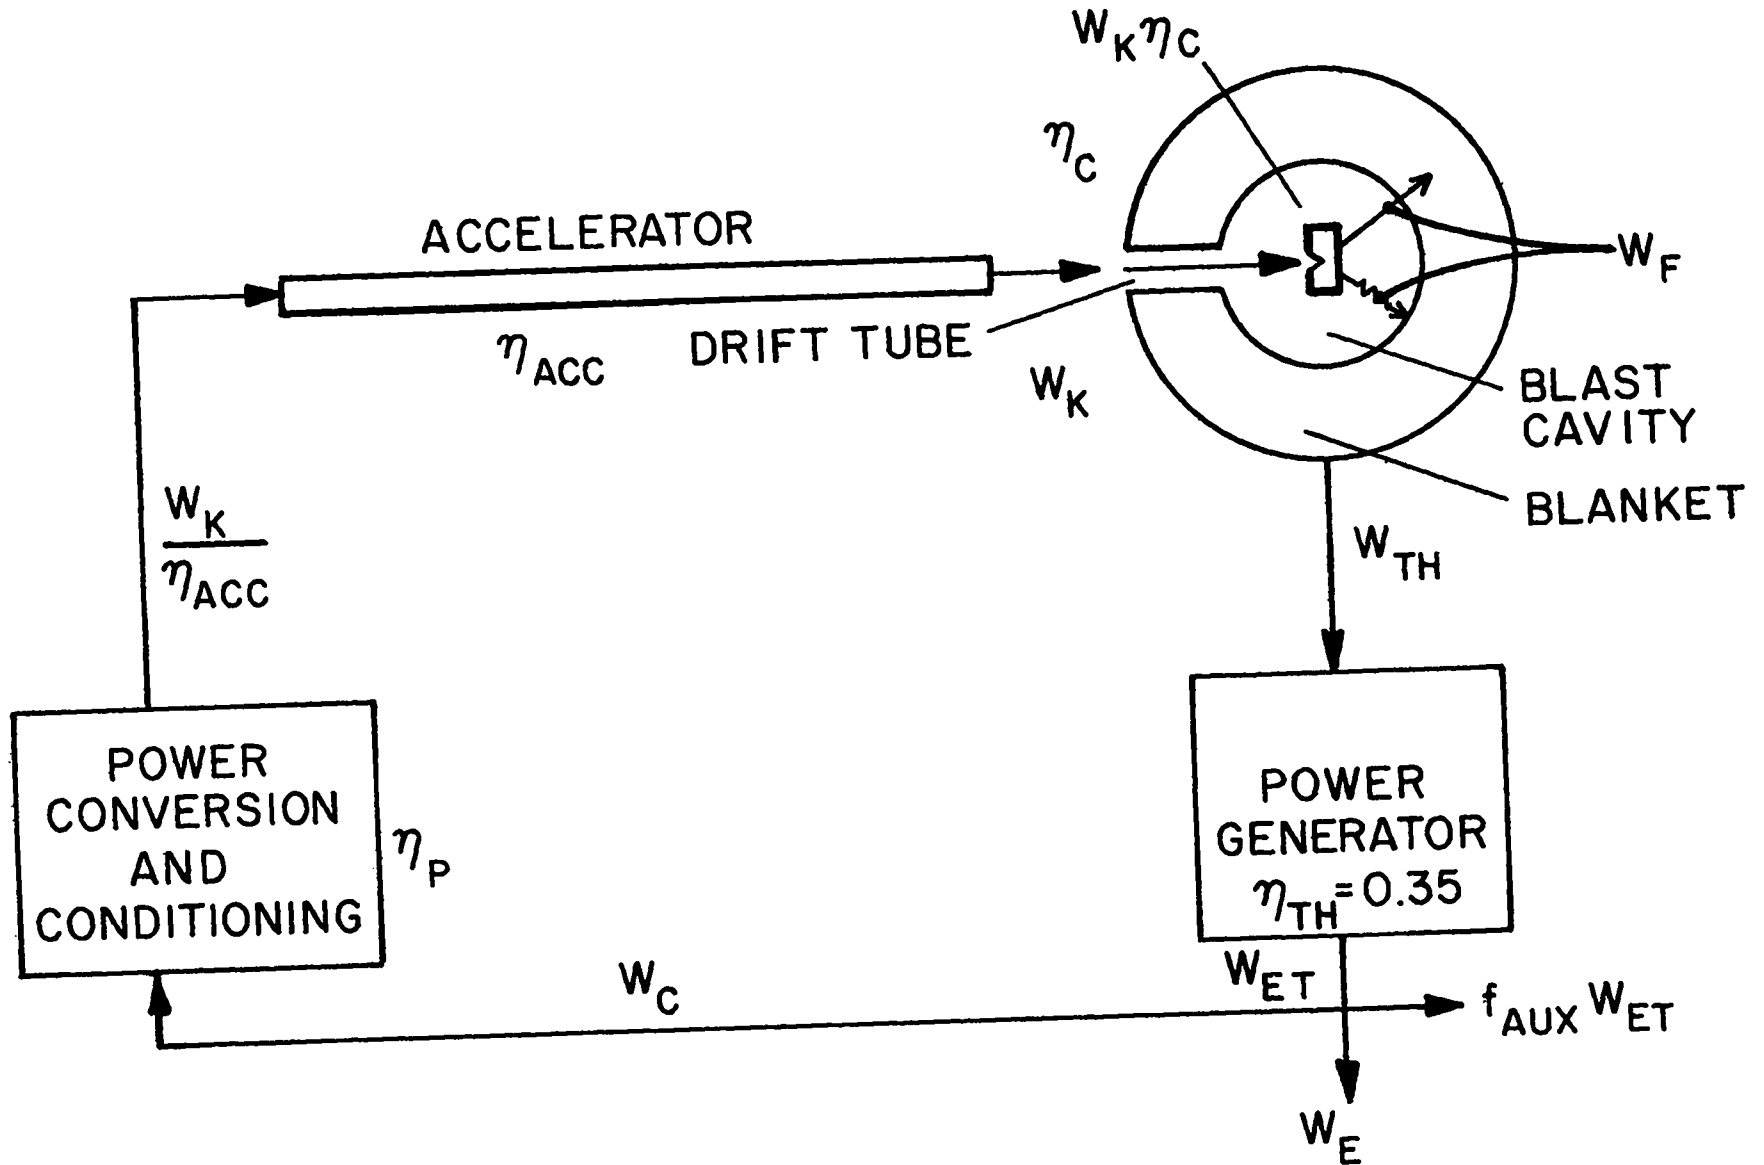 W_K η_C
η_C
ACCELERATOR
W_F
η_ACC
DRIFT TUBE
W_K
BLAST
CAVITY
BLANKET
W_K
η_ACC
W_TH
POWER
CONVERSION
AND
CONDITIONING
η_P
POWER
GENERATOR
η_TH=0.35
W_C
W_ET
f_AUX W_ET
W_E